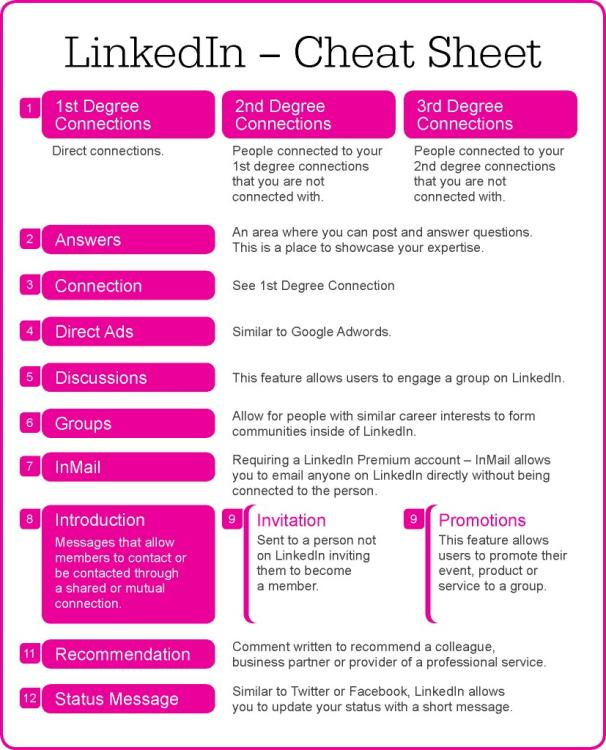 LinkedIn – Cheat Sheet
1
1st Degree
Connections
Direct connections.
2nd Degree
Connections
People connected to your
1st degree connections
that you are not
connected with.
3rd Degree
Connections
People connected to your
2nd degree connections
that you are not
connected with.
2
Answers
An area where you can post and answer questions.
This is a place to showcase your expertise.
3
Connection
See 1st Degree Connection
4
Direct Ads
Similar to Google Adwords.
5
Discussions
This feature allows users to engage a group on LinkedIn.
6
Groups
Allow for people with similar career interests to form
communities inside of LinkedIn.
7
InMail
Requiring a LinkedIn Premium account – InMail allows
you to email anyone on LinkedIn directly without being
connected to the person.
8
Introduction
Messages that allow
members to contact or
be contacted through
a shared or mutual
connection.
9
Invitation
Sent to a person not
on LinkedIn inviting
them to become
a member.
9
Promotions
This feature allows
users to promote their
event, product or
service to a group.
11
Recommendation
Comment written to recommend a colleague,
business partner or provider of a professional service.
12
Status Message
Similar to Twitter or Facebook, LinkedIn allows
you to update your status with a short message.